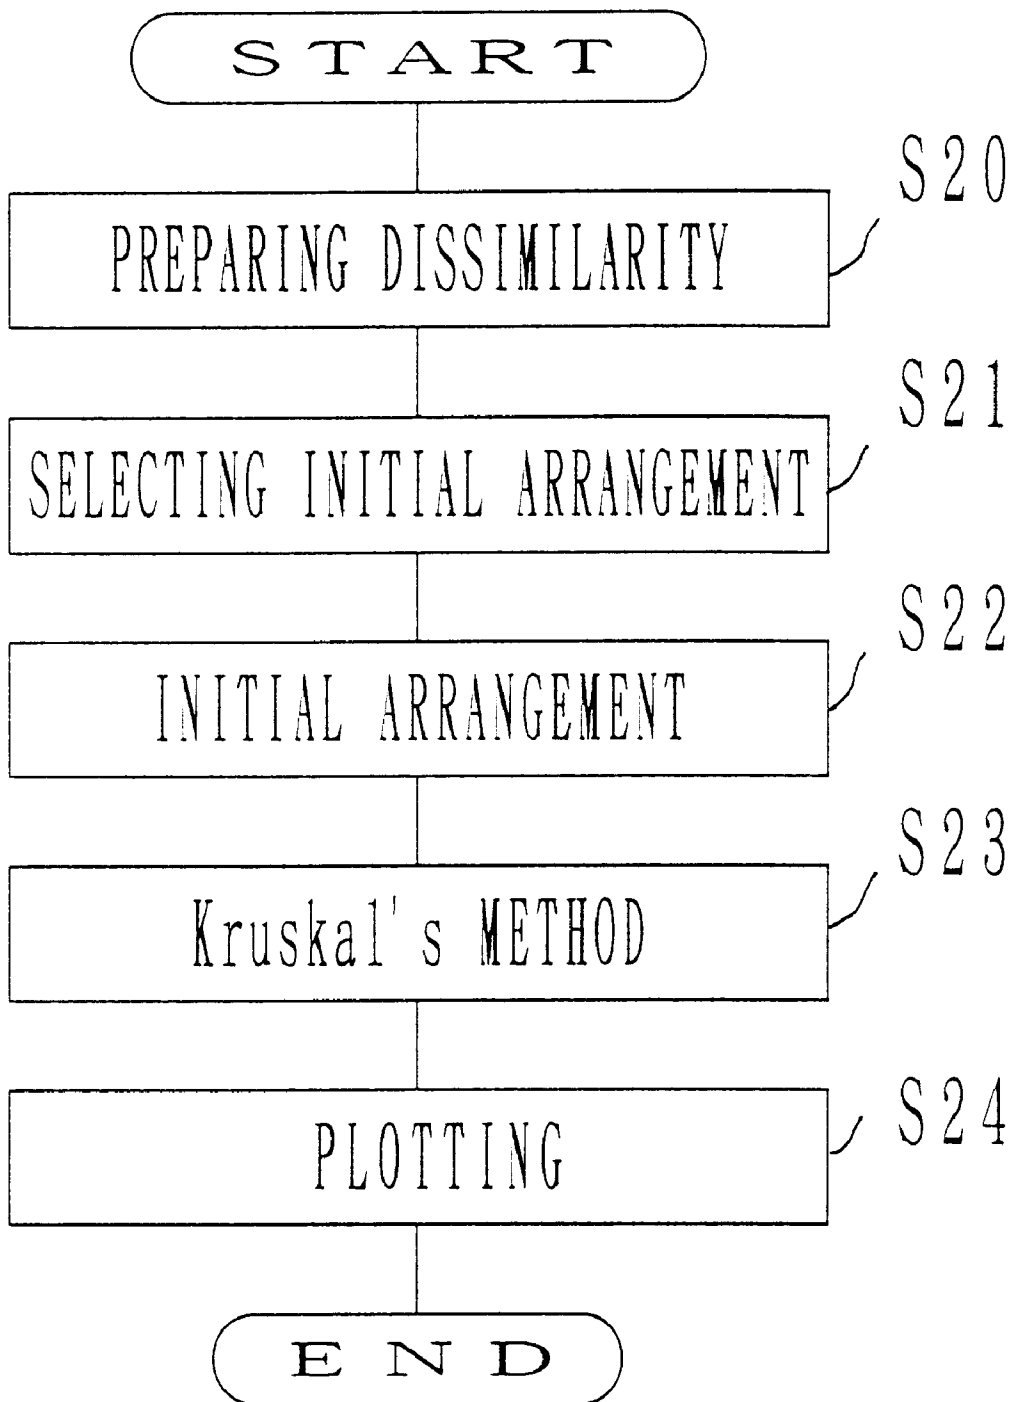 START
S20
PREPARING DISSIMILARITY
S21
SELECTING INITIAL ARRANGEMENT
S22
INITIAL ARRANGEMENT
S23
Kruskal's METHOD
S24
PLOTTING
END